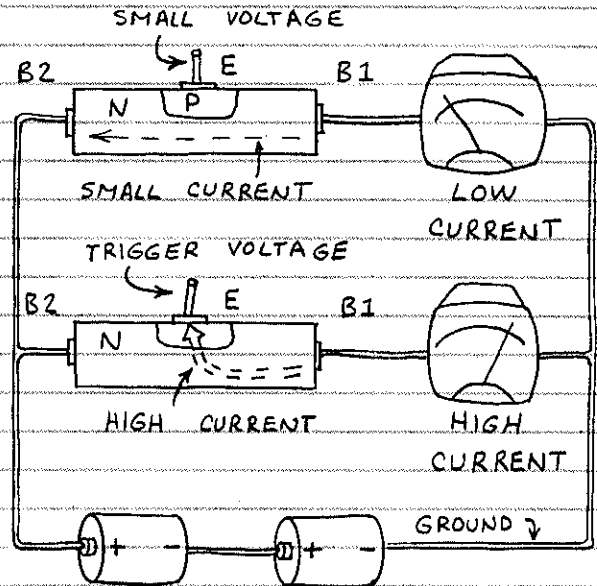 SMALL VOLTAGE
B2 E B1
N P
SMALL CURRENT
LOW
CURRENT
TRIGGER VOLTAGE
B2 E B1
N
HIGH CURRENT
HIGH
CURRENT
GROUND
+ - + -